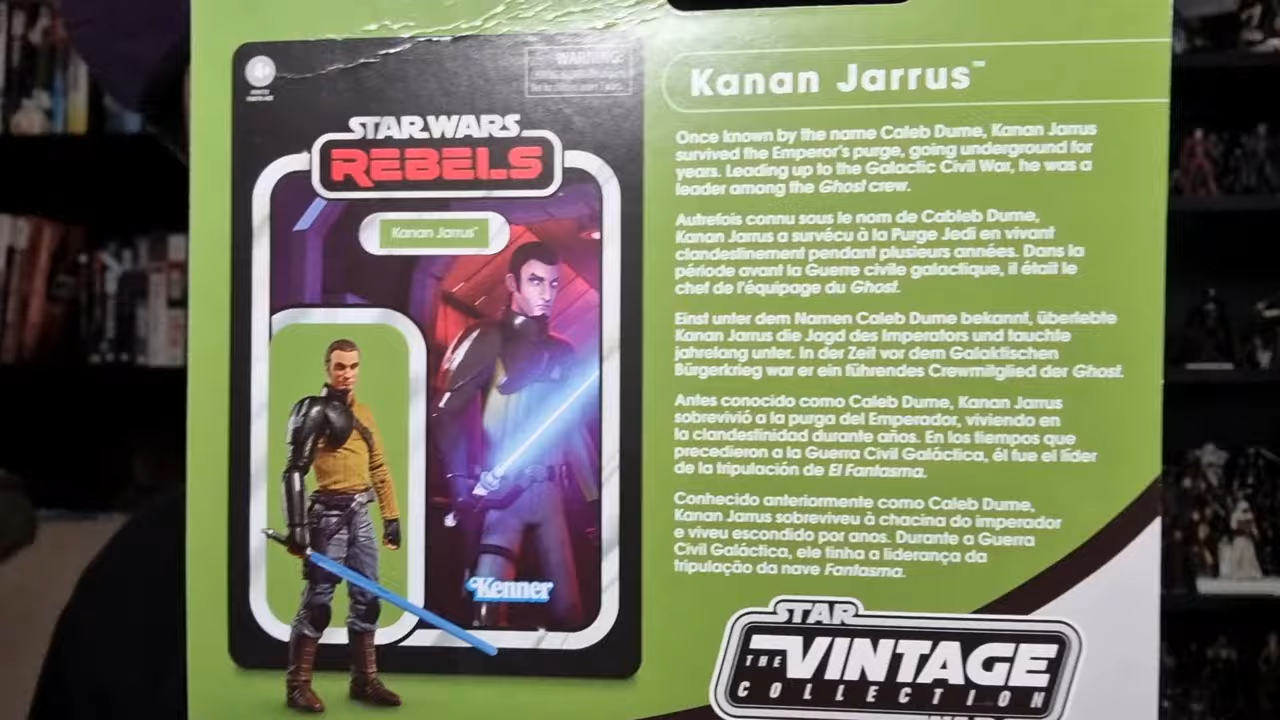 WARNING:
STAR WARS
REBELS
Kanan Jarrus™
Kenner
Kanan Jarrus™
Once known by the name Caleb Dume, Kanan Jarrus
survived the Emperor's purge, going underground for
years. Leading up to the Galactic Civil War, he was a
leader among the Ghost crew.
Autrefois connu sous le nom de Cableb Dume,
Kanan Jarrus a survécu à la Purge Jedi en vivant
clandestinement pendant plusieurs années. Dans la
période avant la Guerre civile galactique, il était le
chef de l'équipage du Ghost.
Einst unter dem Namen Caleb Dume bekannt, überlebte
Kanan Jarrus die Jagd des Imperators und tauchte
jahrelang unter. In der Zeit vor dem Galaktischen
Bürgerkrieg war er ein führendes Crewmitglied der Ghost.
Antes conocido como Caleb Dume, Kanan Jarrus
sobrevivió a la purga del Emperador, viviendo en
la clandestinidad durante años. En los tiempos que
precedieron a la Guerra Civil Galáctica, él fue el líder
de la tripulación de El Fantasma.
Conhecido anteriormente como Caleb Dume,
Kanan Jarrus sobreviveu à chacina do imperador
e viveu escondido por anos. Durante a Guerra
Civil Galáctica, ele tinha a liderança da
tripulação da nave Fantasma.
STAR
THE VINTAGE
COLLECTION
WARS